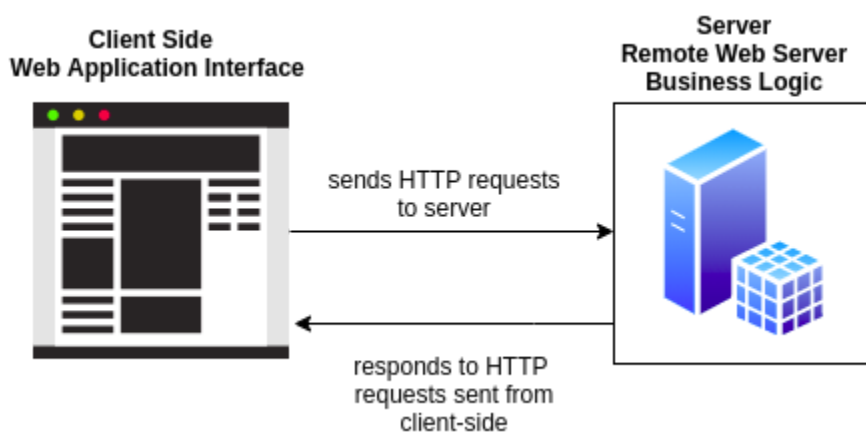 Client Side
Web Application Interface
Server
Remote Web Server
Business Logic
sends HTTP requests
to server
responds to HTTP
requests sent from
client-side